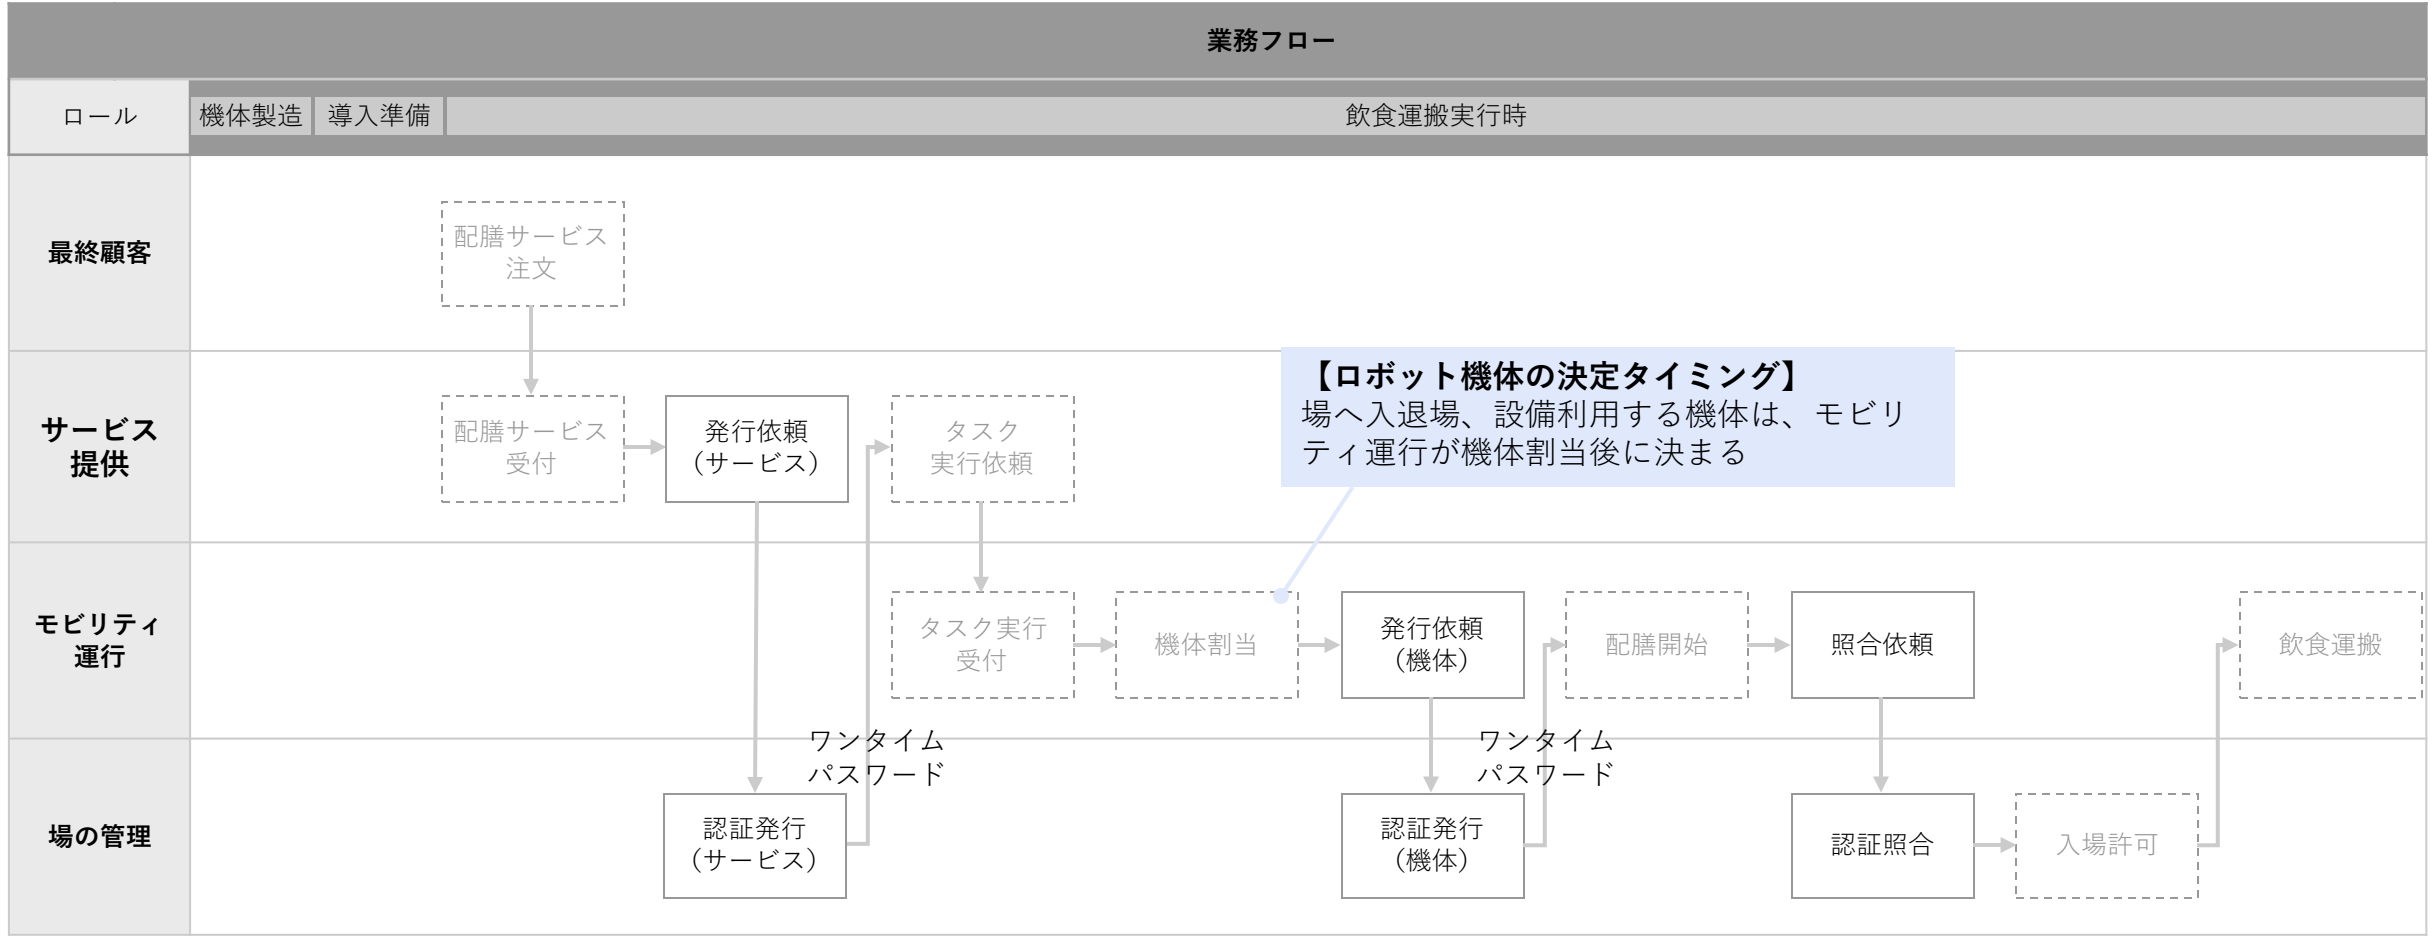 業務フロー
ロール
機体製造
導入準備
飲食運搬実行時
最終顧客
配膳サービス
注文
サービス
提供
配膳サービス
受付
発行依頼
（サービス）
タスク
実行依頼
【ロボット機体の決定タイミング】
場へ入退場、設備利用する機体は、モビリ
ティ運行が機体割当後に決まる
モビリティ
運行
タスク実行
受付
機体割当
発行依頼
（機体）
配膳開始
照合依頼
飲食運搬
ワンタイム
パスワード
ワンタイム
パスワード
場の管理
認証発行
（サービス）
認証発行
（機体）
認証照合
入場許可